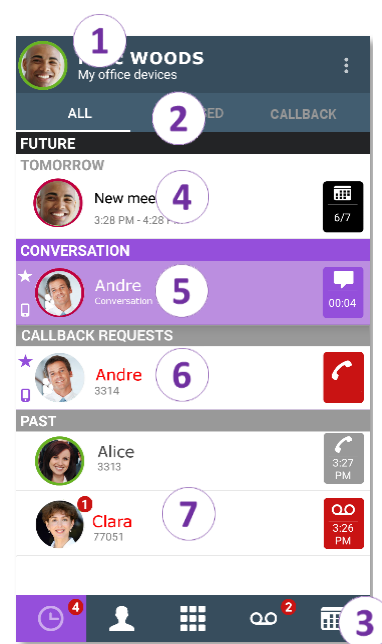 1
WOODS
My office devices
ALL
2
CALLBACK
FUTURE
TOMORROW
New
4
3:28 PM - 4:28
6/7
CONVERSATION
Andre
Conversation
5
00:04
CALLBACK REQUESTS
Andre
3314
6
PAST
Alice
3313
3:27
PM
1
Clara
77051
7
3:26
PM
4
2
3